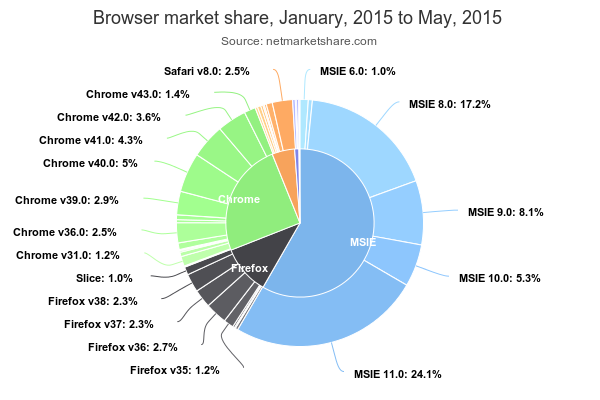 Browser market share, January, 2015 to May, 2015
Source: netmarketshare.com
Safari v8.0: 2.5%
MSIE 6.0: 1.0%
Chrome v43.0: 1.4%
MSIE 8.0: 17.2%
Chrome v42.0: 3.6%
Chrome v41.0: 4.3%
Chrome v40.0: 5%
Chrome v39.0: 2.9%
Chrome
MSIE 9.0: 8.1%
Chrome v36.0: 2.5%
MSIE
Chrome v31.0: 1.2%
Firefox
Slice: 1.0%
MSIE 10.0: 5.3%
Firefox v38: 2.3%
Firefox v37: 2.3%
Firefox v36: 2.7%
Firefox v35: 1.2%
MSIE 11.0: 24.1%